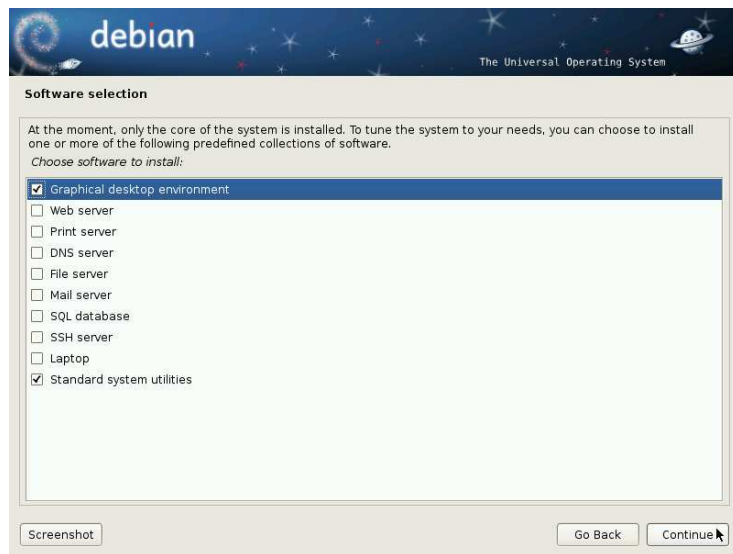 debian
The Universal Operating System
Software selection
At the moment, only the core of the system is installed. To tune the system to your needs, you can choose to install
one or more of the following predefined collections of software.
Choose software to install:
Graphical desktop environment
Web server
Print server
DNS server
File server
Mail server
SQL database
SSH server
Laptop
Standard system utilities
Screenshot
Go Back
Continue